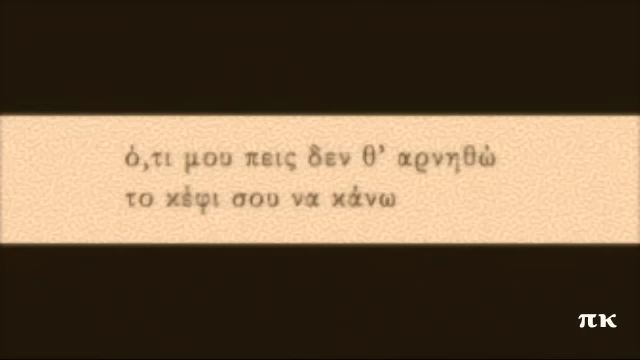 ό,τι μου πεις δεν θ' αρνηθώ
το κέφι σου να κάνω
πκ